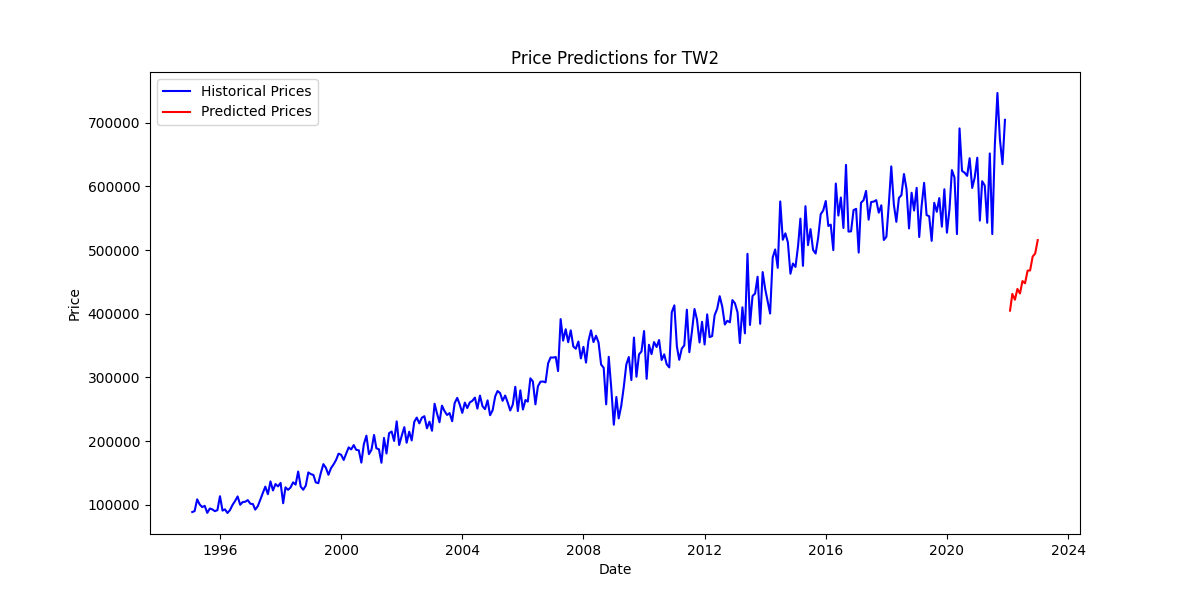 Price Predictions for TW2
Historical Prices
Predicted Prices
Price
700000
600000
500000
400000
300000
200000
100000
1996 2000 2004 2008 2012 2016 2020 2024
Date